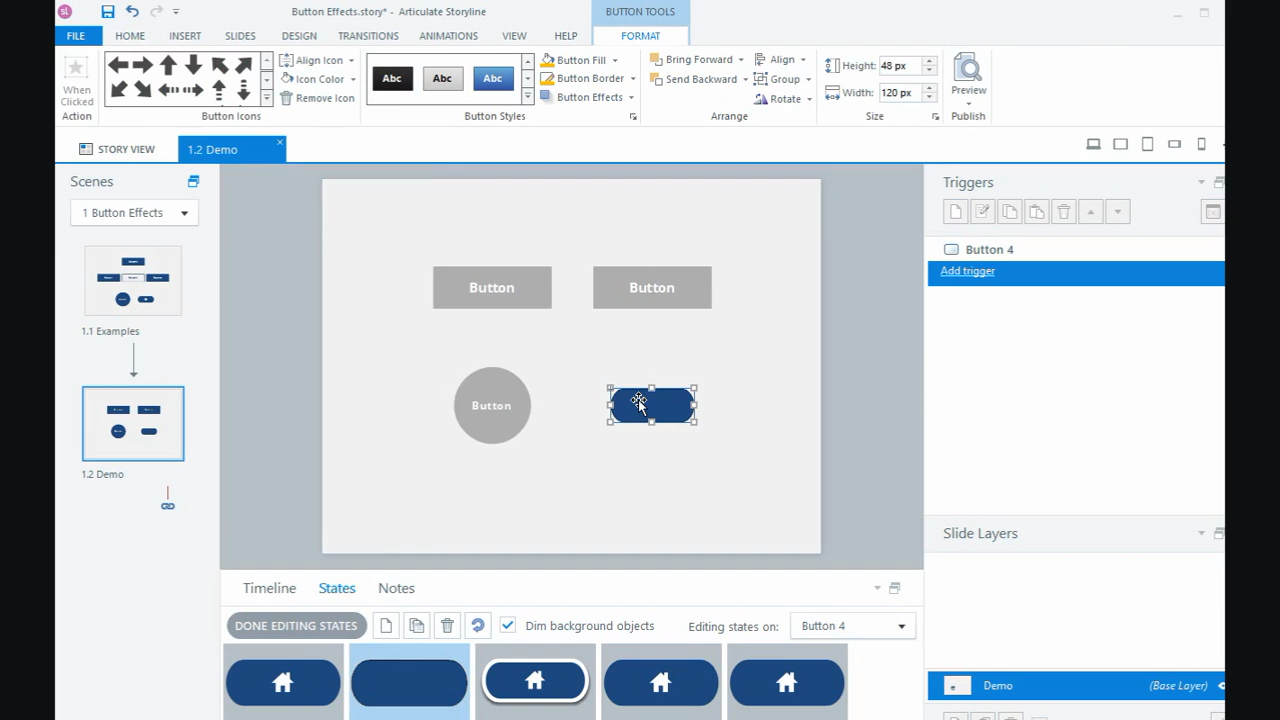 sl
Button Effects.story* - Articulate Storyline
BUTTON TOOLS
FILE HOME INSERT SLIDES DESIGN TRANSITIONS ANIMATIONS VIEW HELP FORMAT
When Clicked
Action
Align Icon
Icon Color
Remove Icon
Button Icons
Abc Abc Abc
Button Fill
Button Border
Button Effects
Button Styles
Bring Forward
Send Backward
Align
Group
Rotate
Arrange
Height: 48 px
Width: 120 px
Size
Preview
Publish
STORY VIEW
1.2 Demo
Scenes
1 Button Effects
1.1 Examples
1.2 Demo
Button
Button
Button
Triggers
Button 4
Add trigger
Slide Layers
Demo (Base Layer)
Timeline States Notes
DONE EDITING STATES
Dim background objects
Editing states on: Button 4